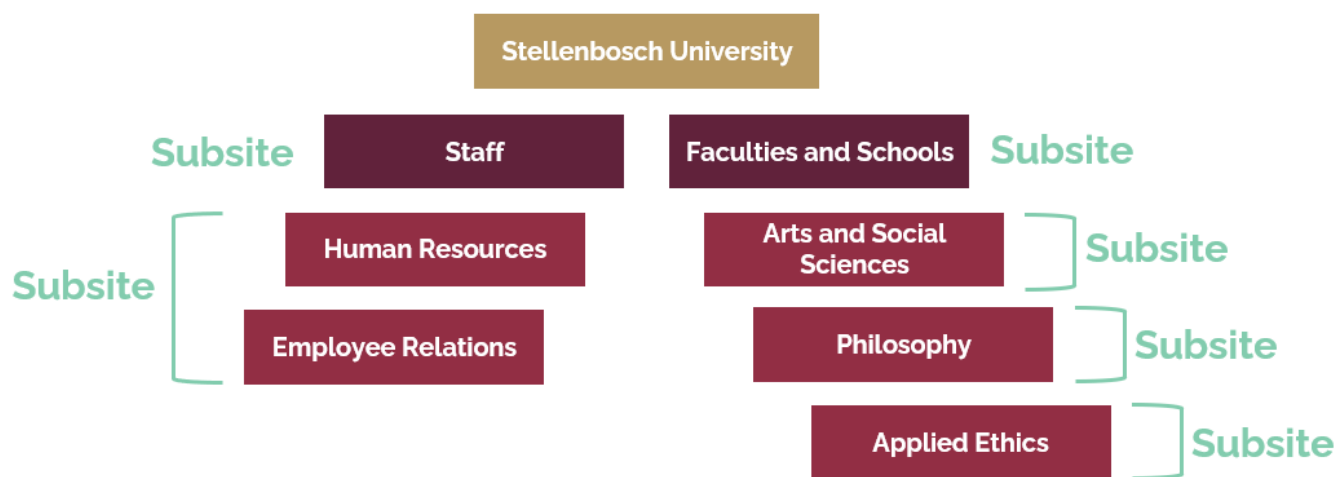 Stellenbosch University
Subsite
Staff
Faculties and Schools
Subsite
Human Resources
Arts and Social
Sciences
Subsite
Subsite
Employee Relations
Philosophy
Subsite
Applied Ethics
Subsite